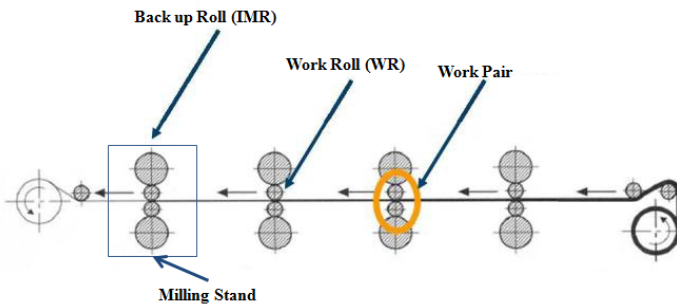 Back up Roll (IMR)
Work Roll (WR)
Work Pair
Milling Stand